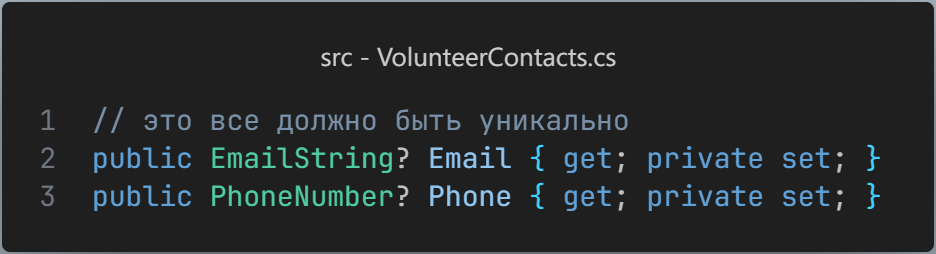 src - VolunteerContacts.cs
1 // это все должно быть уникально
2 public EmailString? Email { get; private set; }
3 public PhoneNumber? Phone { get; private set; }